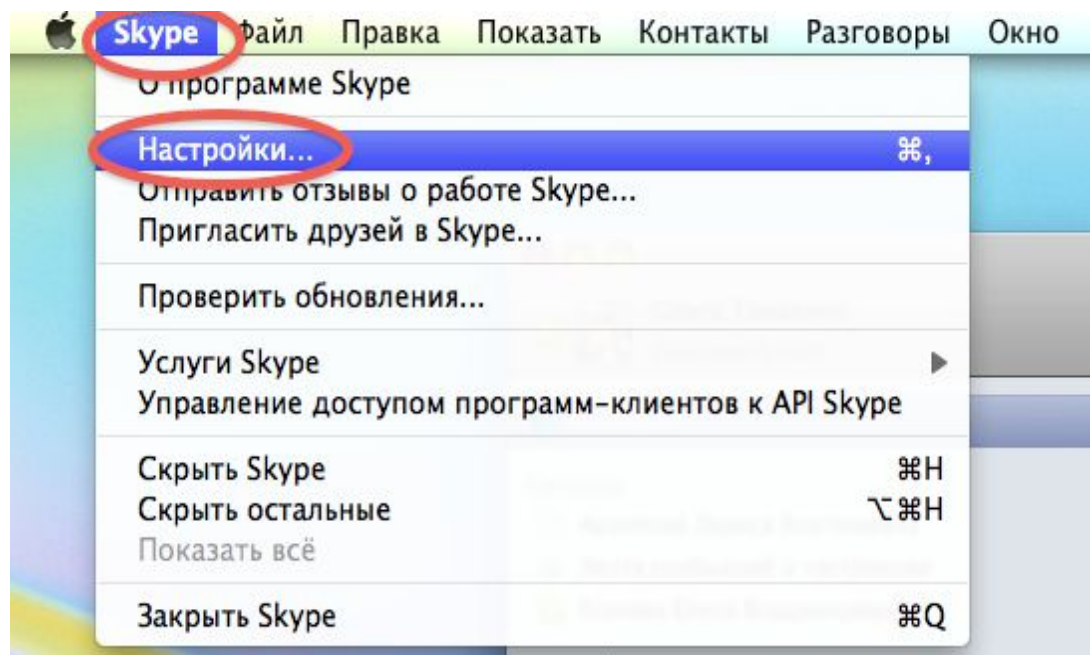 Skype Файл Правка Показать Контакты Разговоры Окно
О программе Skype
Настройки... ⌘,
Отправить отзывы о работе Skype...
Пригласить друзей в Skype...
Проверить обновления...
Услуги Skype ▶
Управление доступом программ-клиентов к API Skype
Скрыть Skype ⌘H
Скрыть остальные ⌥⌘H
Показать всё
Закрыть Skype ⌘Q